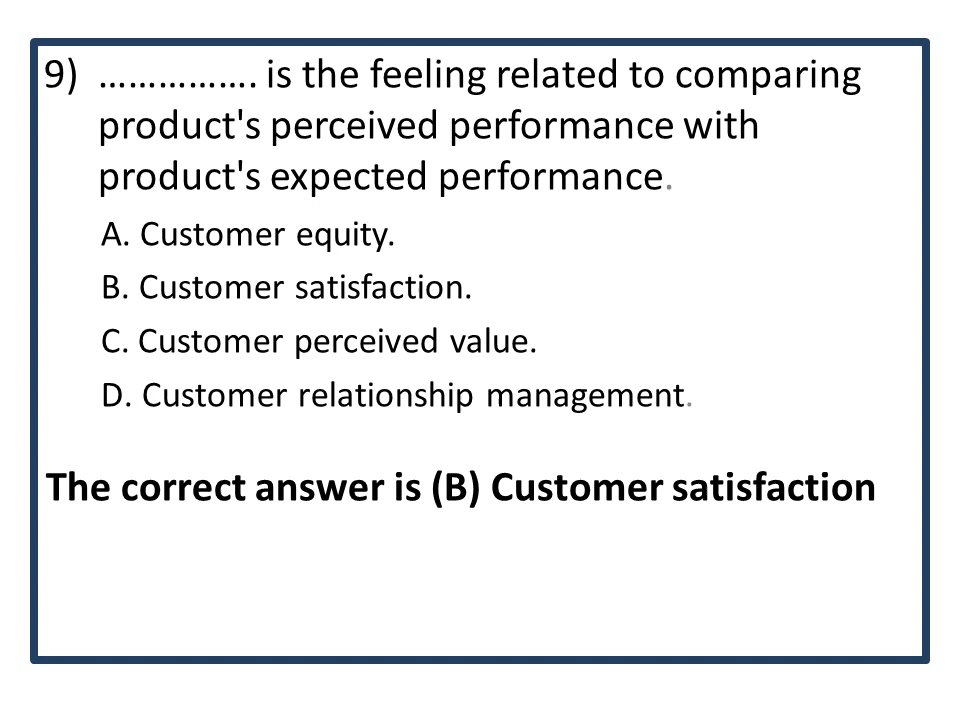 9) ……………. is the feeling related to comparing
product's perceived performance with
product's expected performance.
A. Customer equity.
B. Customer satisfaction.
C. Customer perceived value.
D. Customer relationship management.
The correct answer is (B) Customer satisfaction